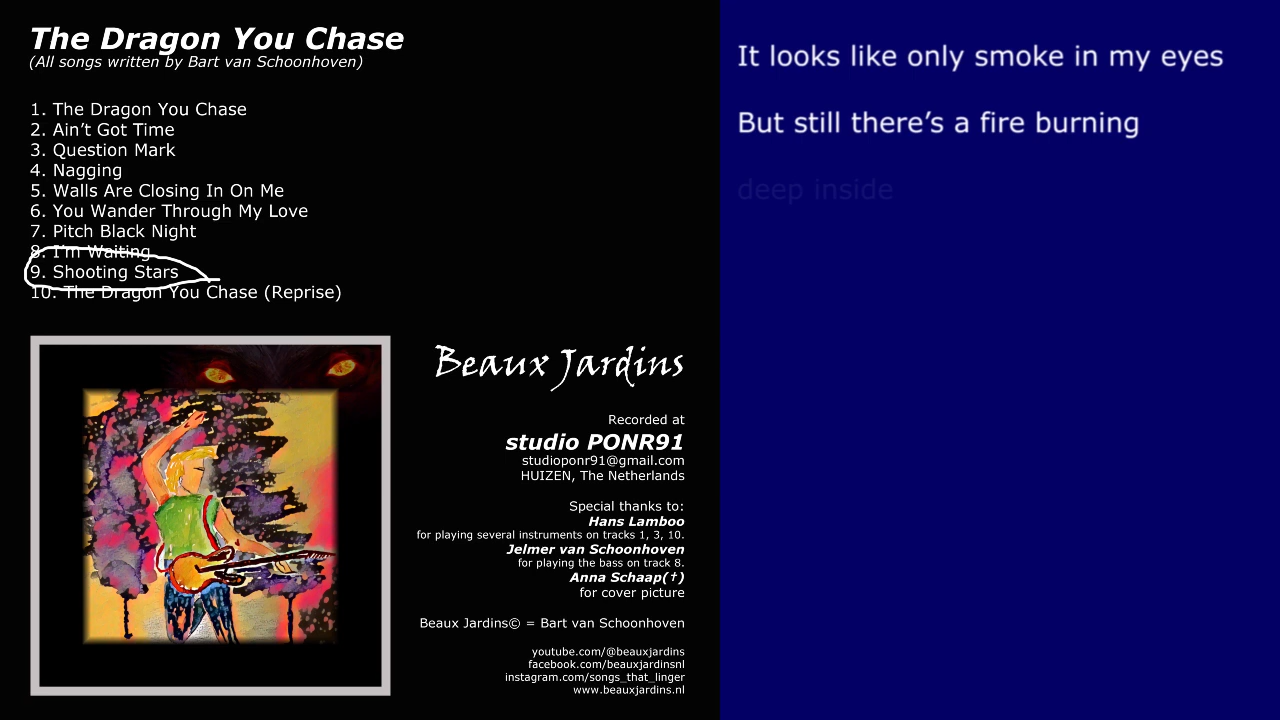 The Dragon You Chase
(All songs written by Bart van Schoonhoven)
1. The Dragon You Chase
2. Ain’t Got Time
3. Question Mark
4. Nagging
5. Walls Are Closing In On Me
6. You Wander Through My Love
7. Pitch Black Night
8. I’m Waiting
9. Shooting Stars
10. The Dragon You Chase (Reprise)
Beaux Jardins
Recorded at
studio PONR91
studioponr91@gmail.com
HUIZEN, The Netherlands
Special thanks to:
Hans Lamboo
for playing several instruments on tracks 1, 3, 10.
Jelmer van Schoonhoven
for playing the bass on track 8.
Anna Schaap(†)
for cover picture
Beaux Jardins© = Bart van Schoonhoven
youtube.com/@beauxjardins
facebook.com/beauxjardinsnl
instagram.com/songs_that_linger
www.beauxjardins.nl
It looks like only smoke in my eyes
But still there’s a fire burning
deep inside